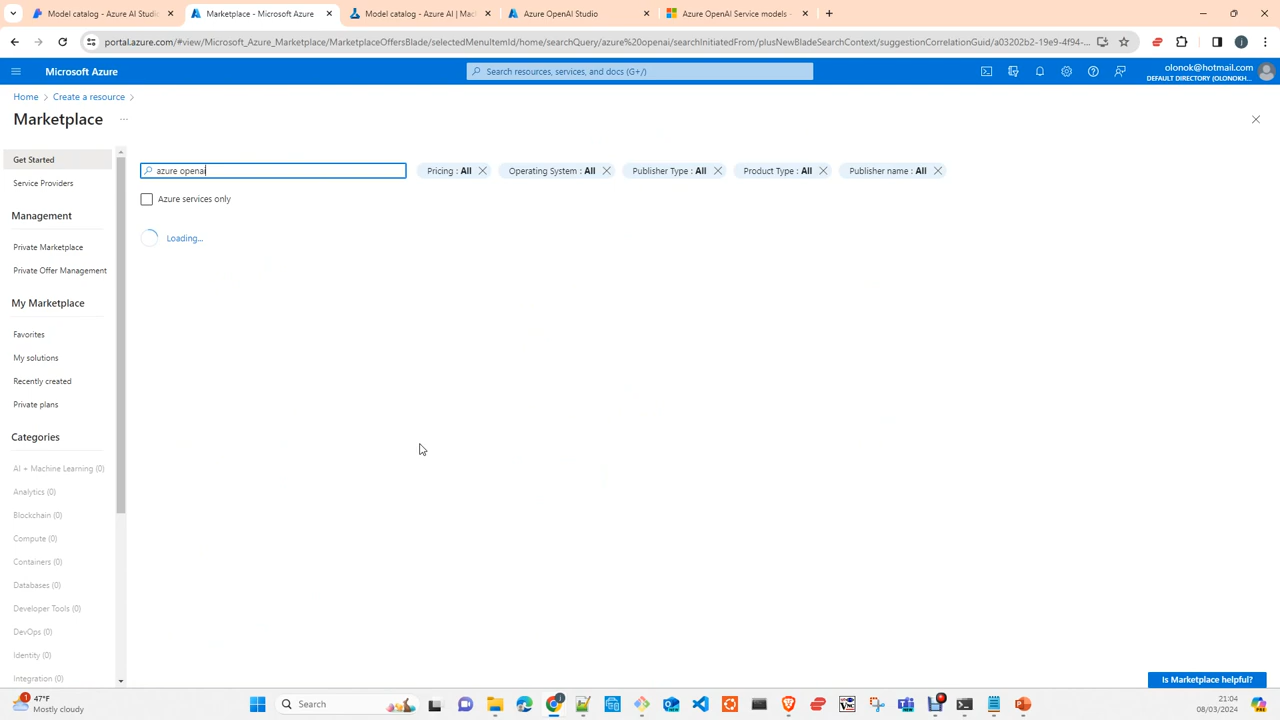 Model catalog - Azure AI Studio
Marketplace - Microsoft Azure
Model catalog - Azure AI | Mac
Azure OpenAI Studio
Azure OpenAI Service models -
portal.azure.com/#view/Microsoft_Azure_Marketplace/MarketplaceOffersBlade/selectedMenuItemId/home/searchQuery/azure%20openai/searchInitiatedFrom/plusNewBladeSearchContext/suggestionCorrelationGuid/a03202b2-19e9-4f94-...
Microsoft Azure
Search resources, services, and docs (G+/)
olonok@hotmail.com
DEFAULT DIRECTORY (OLONOKH...
Home > Create a resource >
Marketplace ...
Get Started
Service Providers
Management
Private Marketplace
Private Offer Management
My Marketplace
Favorites
My solutions
Recently created
Private plans
Categories
AI + Machine Learning (0)
Analytics (0)
Blockchain (0)
Compute (0)
Containers (0)
Databases (0)
Developer Tools (0)
DevOps (0)
Identity (0)
Integration (0)
azure openai
Pricing : All
Operating System : All
Publisher Type : All
Product Type : All
Publisher name : All
Azure services only
Loading...
Is Marketplace helpful?
1
47°F
Mostly cloudy
Search
21:04
08/03/2024